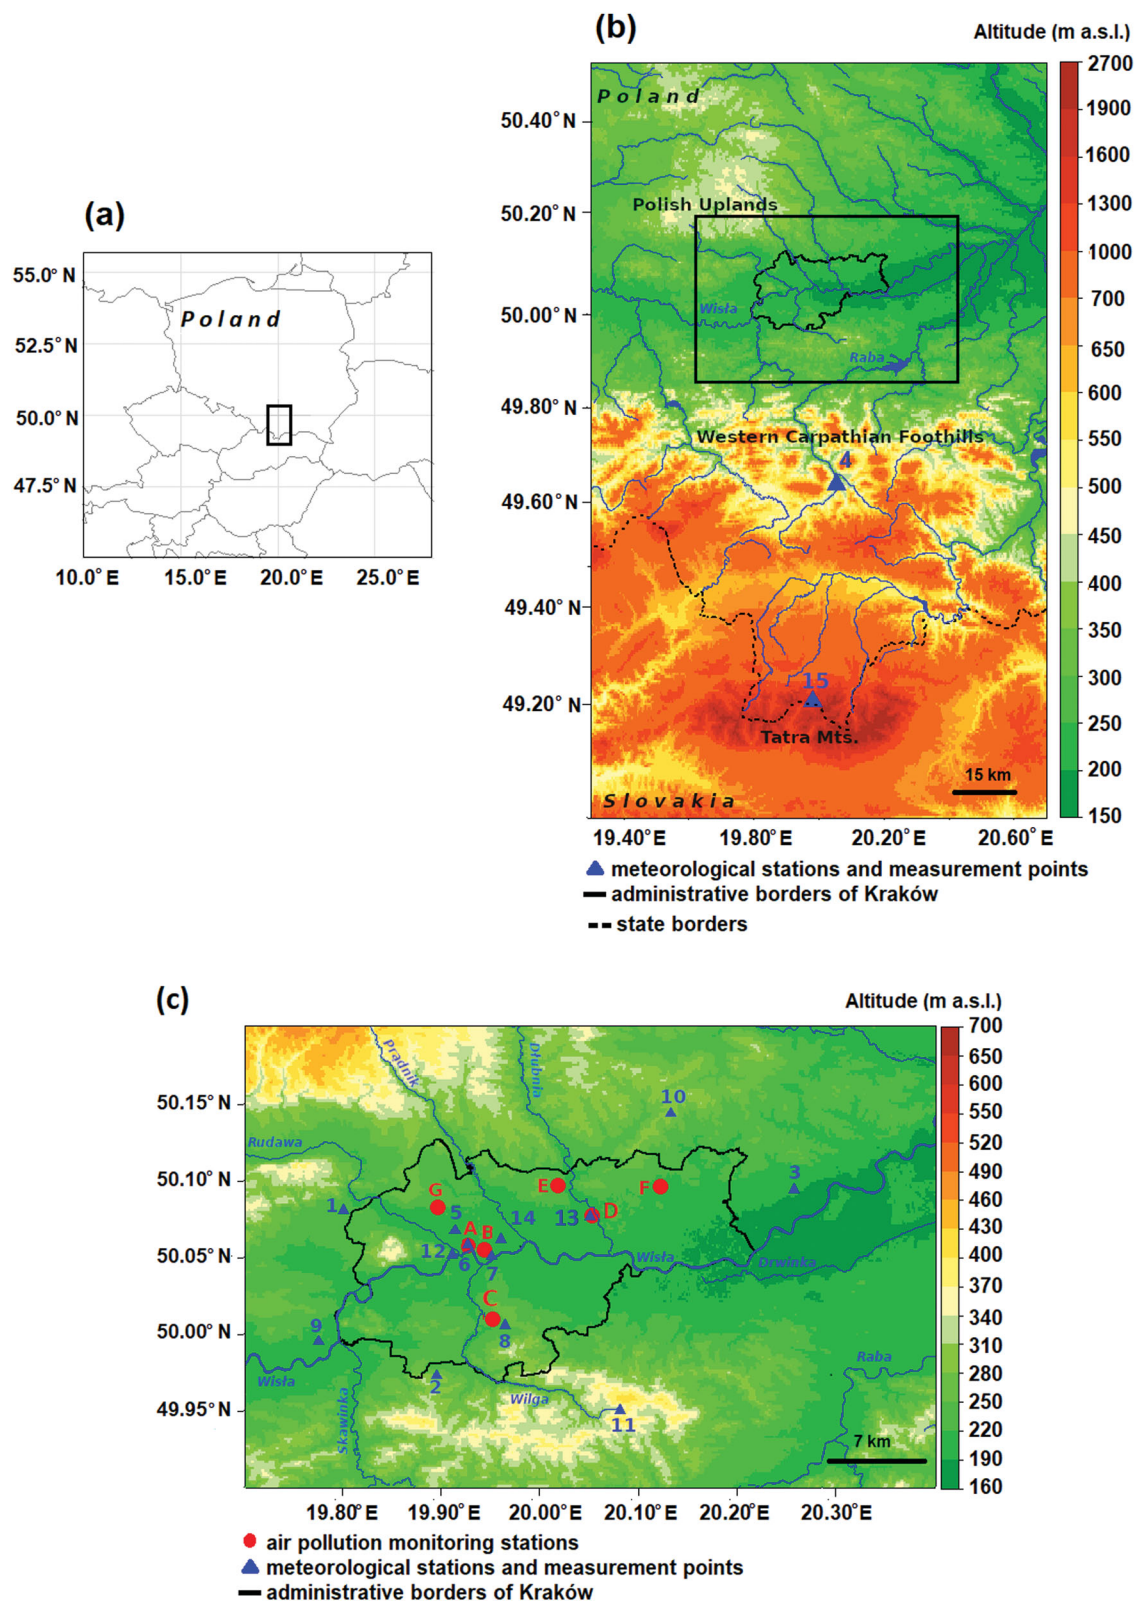 (a)
55.0° N
52.5° N
50.0° N
47.5° N
Poland
10.0°E 15.0°E 20.0°E 25.0°E
(b)
Altitude (m a.s.l.)
Poland
50.40° N
50.20° N
50.00° N
49.80° N
49.60° N
49.40° N
49.20° N
Polish Uplands
Wisła
Raba
Western Carpathian Foothills
4
15
Tatra Mts.
Slovakia
15 km
19.40°E 19.80°E 20.20°E 20.60°E
2700
1900
1600
1300
1000
700
650
600
550
500
450
400
350
300
250
200
150
meteorological stations and measurement points
administrative borders of Kraków
state borders
(c)
Altitude (m a.s.l.)
50.15° N
50.10° N
50.05° N
50.00° N
49.95° N
Prądnik
Dłubnia
10
Rudawa
3
1
G
E
F
5
14
13
D
A
B
12
6
7
Wisła
Drwinka
C
8
9
Wisła
2
Skawinka
Wilga
11
Raba
7 km
19.80°E 19.90°E 20.00°E 20.10°E 20.20°E 20.30°E
700
650
600
550
520
490
460
430
400
370
340
310
280
250
220
190
160
air pollution monitoring stations
meteorological stations and measurement points
administrative borders of Kraków